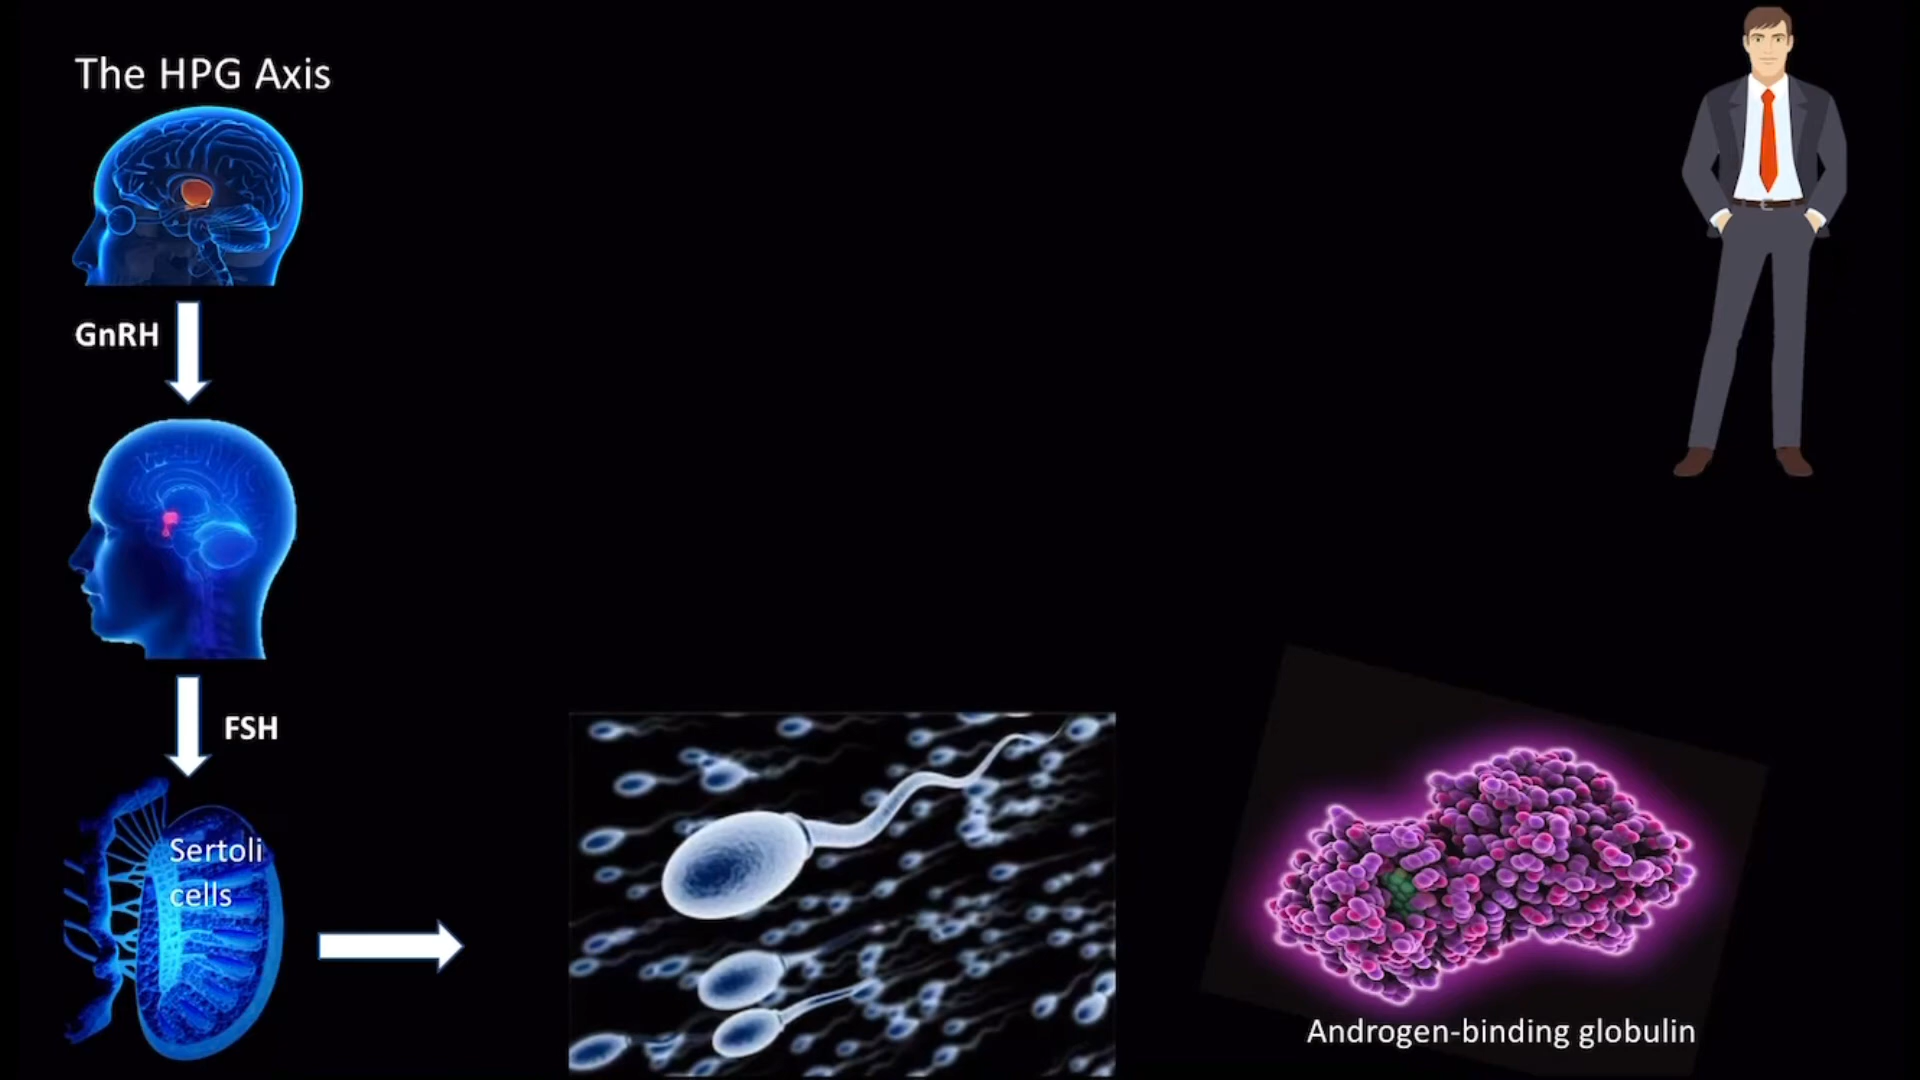 The HPG Axis
GnRH
FSH
Sertoli
cells
Androgen-binding globulin